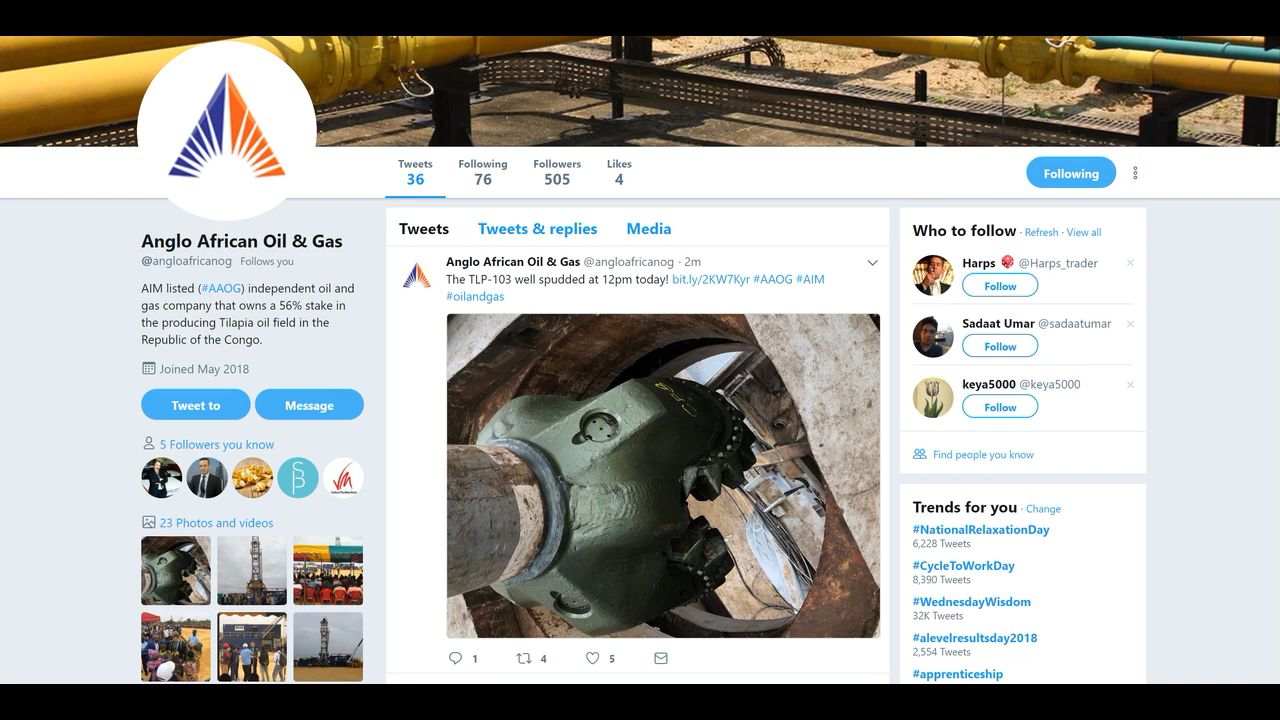 Tweets
36
Following
76
Followers
505
Likes
4
Following
Anglo African Oil & Gas
@angloafricanog Follows you
AIM listed (#AAOG) independent oil and
gas company that owns a 56% stake in
the producing Tilapia oil field in the
Republic of the Congo.
Joined May 2018
Tweet to
Message
5 Followers you know
23 Photos and videos
Tweets Tweets & replies Media
Anglo African Oil & Gas @angloafricanog · 2m
The TLP-103 well spudded at 12pm today! bit.ly/2KW7Kyr #AAOG #AIM
#oilandgas
1 4 5
Who to follow · Refresh · View all
Harps @Harps_trader
Follow
Sadaat Umar @sadaatumar
Follow
keya5000 @keya5000
Follow
Find people you know
Trends for you · Change
#NationalRelaxationDay
6,228 Tweets
#CycleToWorkDay
8,390 Tweets
#WednesdayWisdom
32K Tweets
#alevelresultsday2018
2,554 Tweets
#apprenticeship